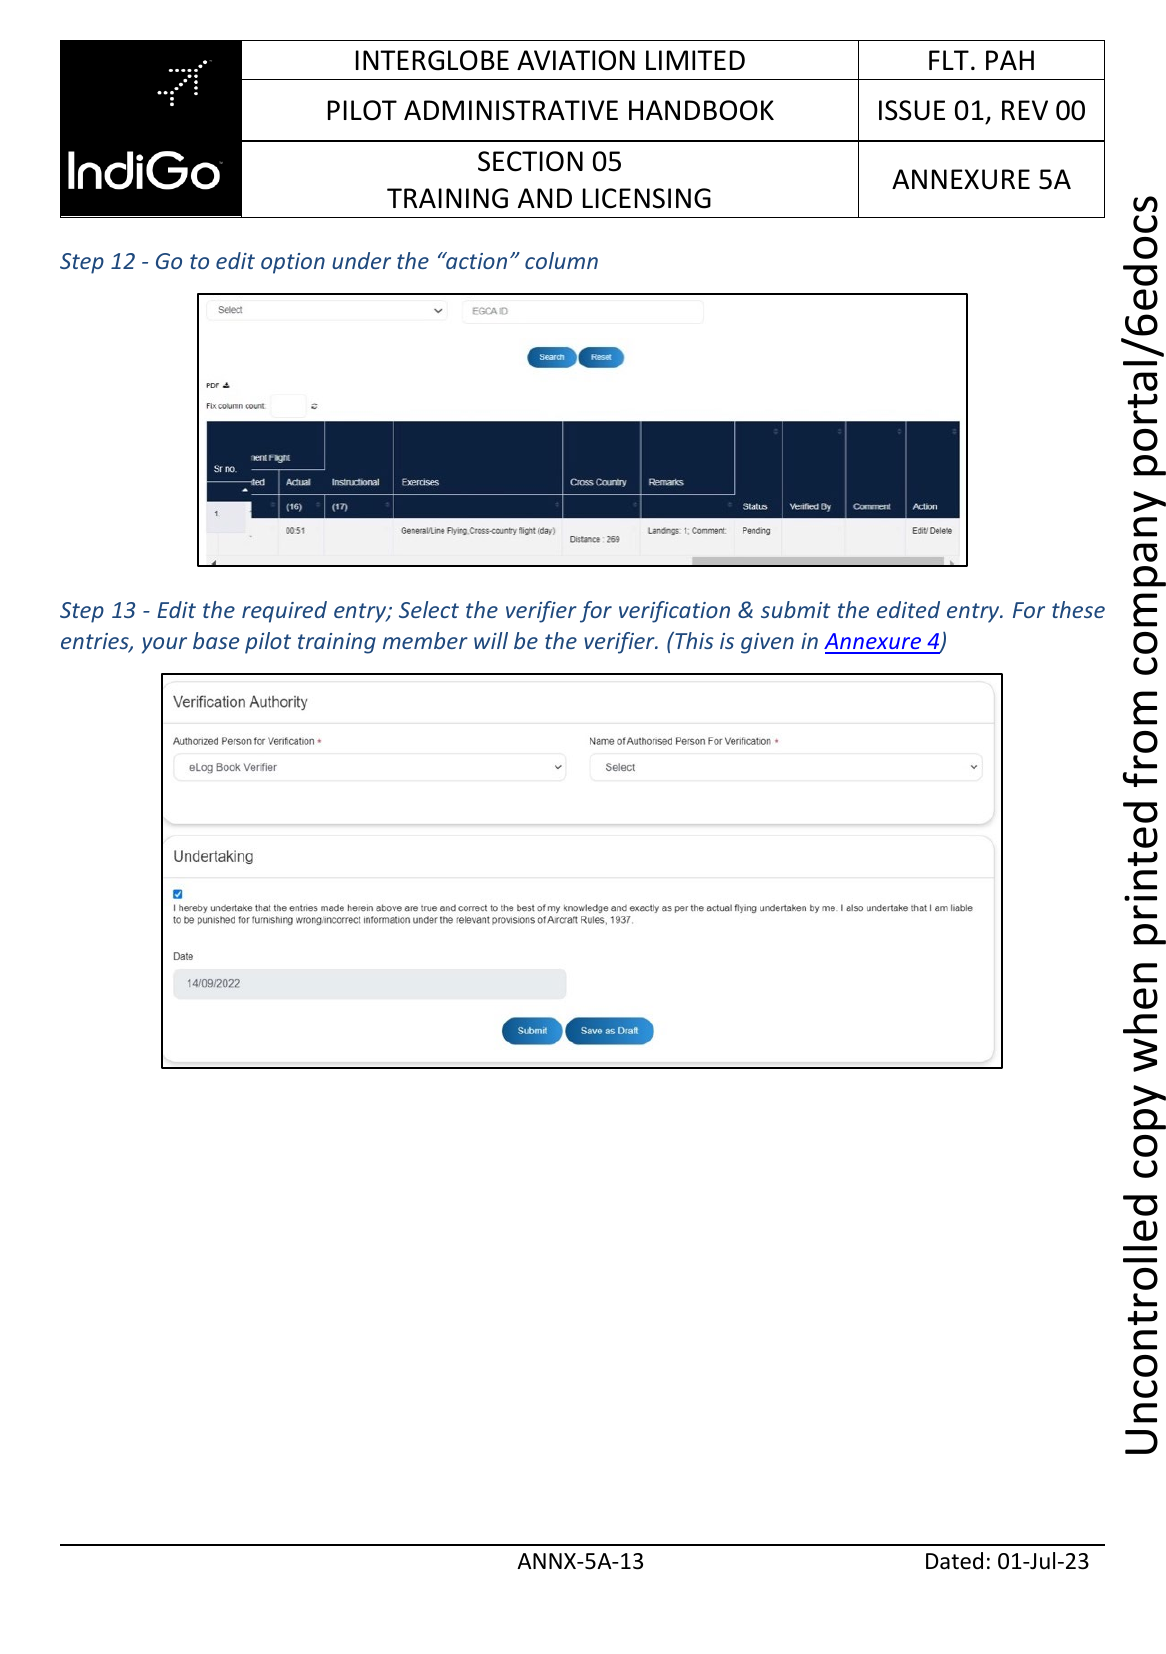 IndiGo
INTERGLOBE AVIATION LIMITED
FLT. PAH
PILOT ADMINISTRATIVE HANDBOOK
ISSUE 01, REV 00
SECTION 05
TRAINING AND LICENSING
ANNEXURE 5A
Step 12 - Go to edit option under the “action” column
Select
EGCA ID
Search
Reset
PDF
Fix column count:
Sr no.
nent Flight
ted
Actual
Instructional
Exercises
Cross Country
Remarks
(16)
(17)
Status
Verified By
Comment
Action
1
00:51
General/Line Flying,Cross-country flight (day)
Distance : 269
Landings: 1; Comment:
Pending
Edit/ Delete
Step 13 - Edit the required entry; Select the verifier for verification & submit the edited entry. For these
entries, your base pilot training member will be the verifier. (This is given in Annexure 4)
Verification Authority
Authorized Person for Verification *
Name of Authorised Person For Verification *
eLog Book Verifier
Select
Undertaking
I hereby undertake that the entries made herein above are true and correct to the best of my knowledge and exactly as per the actual flying undertaken by me. I also undertake that I am liable
to be punished for furnishing wrong/incorrect information under the relevant provisions of Aircraft Rules, 1937.
Date
14/09/2022
Submit
Save as Draft
ANNX-5A-13
Dated: 01-Jul-23
Uncontrolled copy when printed from company portal/6edocs